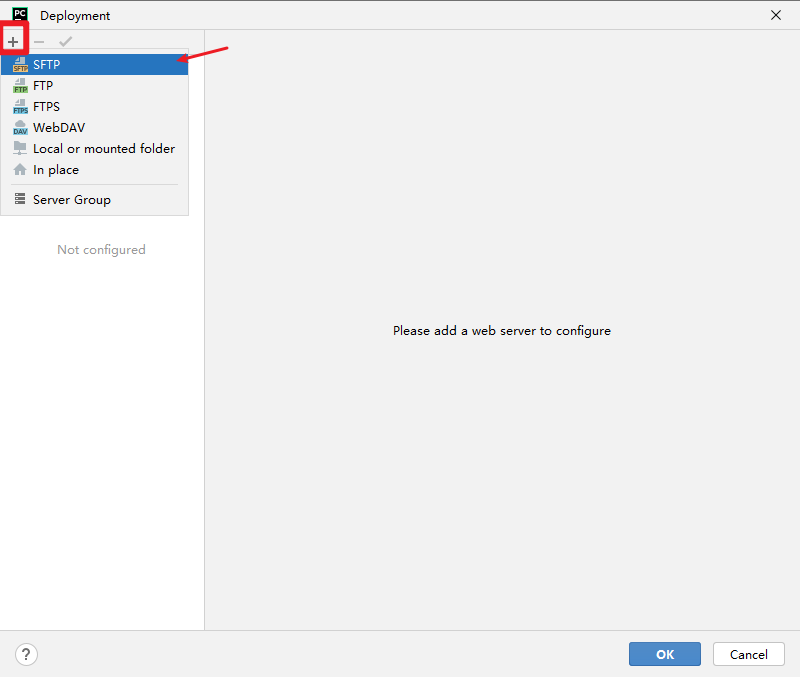 PC Deployment
SFTP SFTP
FTP FTP
FTPS FTPS
DAV WebDAV
Local or mounted folder
In place
Server Group
Not configured
Please add a web server to configure
? OK Cancel